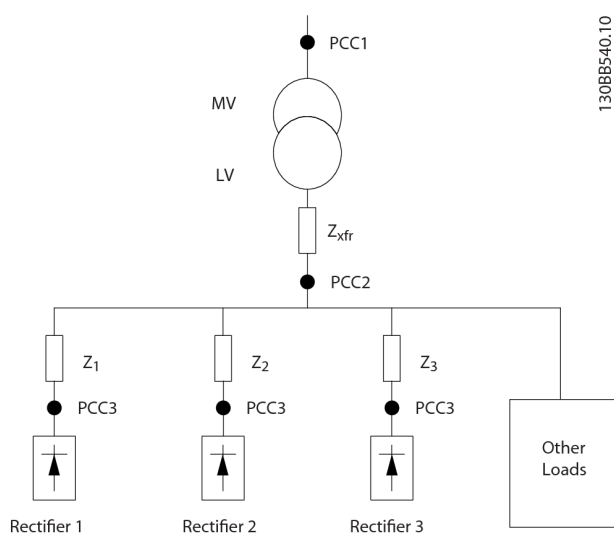 130BB540.10
PCC1
MV
LV
Zxfr
PCC2
Z1
Z2
Z3
PCC3
PCC3
PCC3
Other
Loads
Rectifier 1
Rectifier 2
Rectifier 3